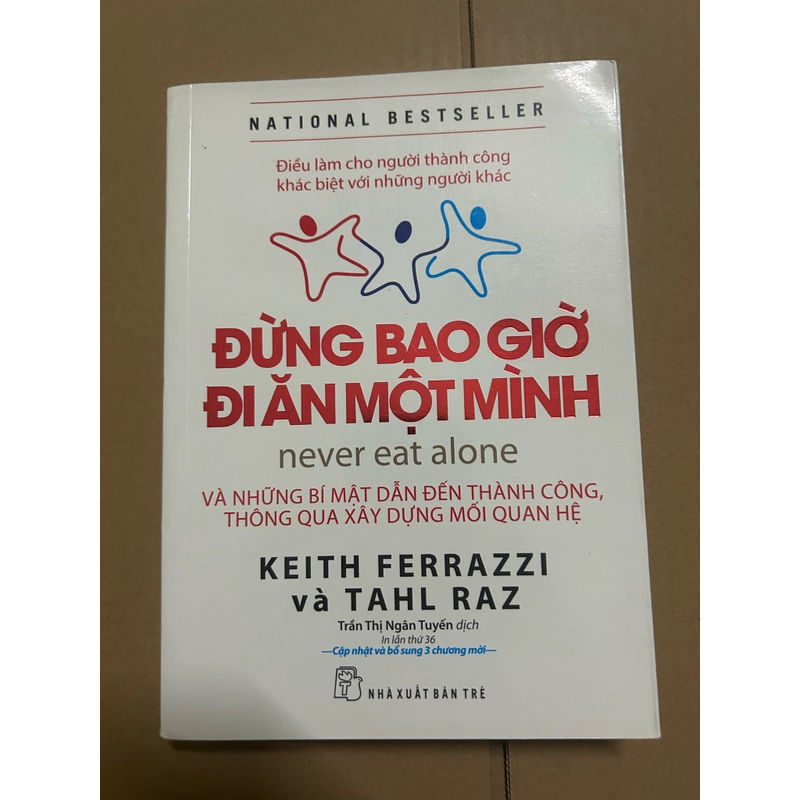 NATIONAL BESTSELLER
Điều làm cho người thành công
khác biệt với những người khác
ĐỪNG BAO GIỜ
ĐI ĂN MỘT MÌNH
never eat alone
VÀ NHỮNG BÍ MẬT DẪN ĐẾN THÀNH CÔNG,
THÔNG QUA XÂY DỰNG MỐI QUAN HỆ
KEITH FERRAZZI
và TAHL RAZ
Trần Thị Ngân Tuyến dịch
In lần thứ 36
—Cập nhật và bổ sung 3 chương mới—
NHÀ XUẤT BẢN TRẺ